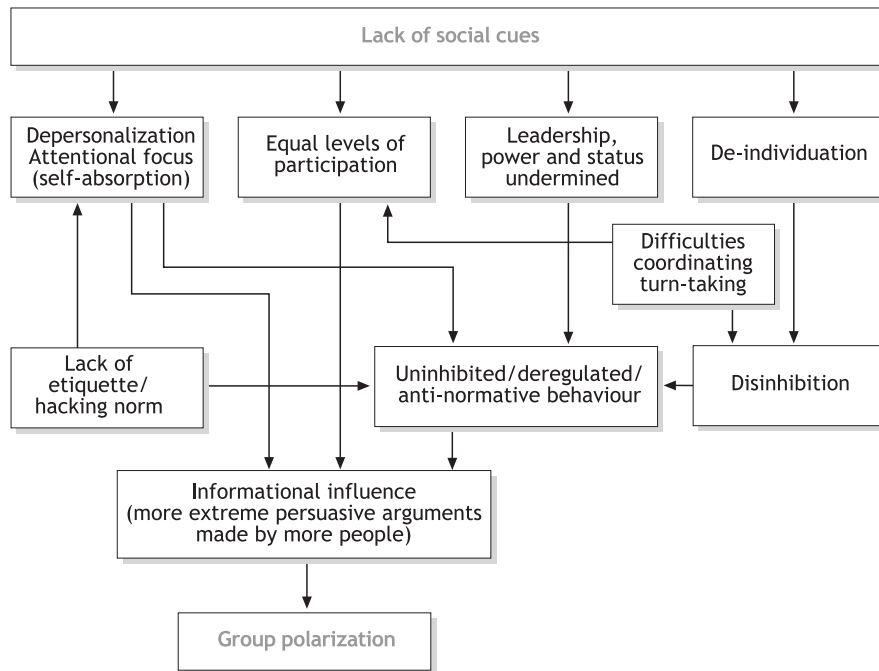 Lack of social cues
Depersonalization
Attentional focus
(self-absorption)
Equal levels of
participation
Leadership,
power and status
undermined
De-individuation
Difficulties
coordinating
turn-taking
Lack of
etiquette/
hacking norm
Uninhibited/deregulated/
anti-normative behaviour
Disinhibition
Informational influence
(more extreme persuasive arguments
made by more people)
Group polarization